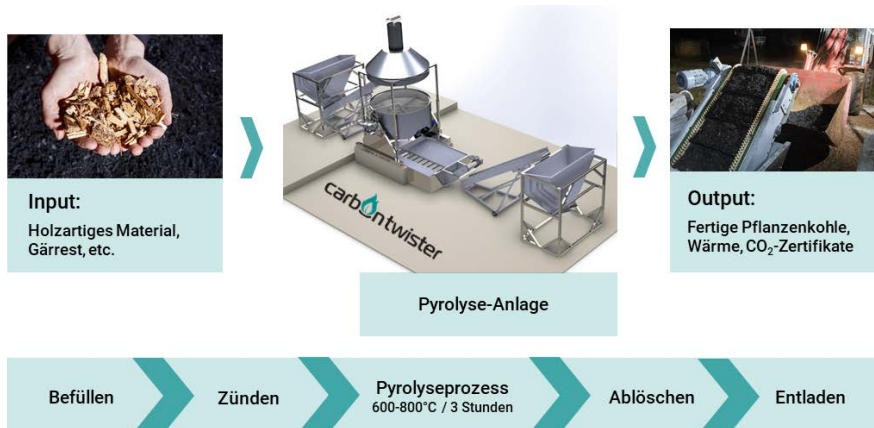 Input:
Holzartiges Material,
Gärrest, etc.
carbontwister
Pyrolyse-Anlage
Output:
Fertige Pflanzenkohle,
Wärme, CO₂-Zertifikate
Befüllen
Zünden
Pyrolyseprozess
600-800°C / 3 Stunden
Ablöschen
Entladen